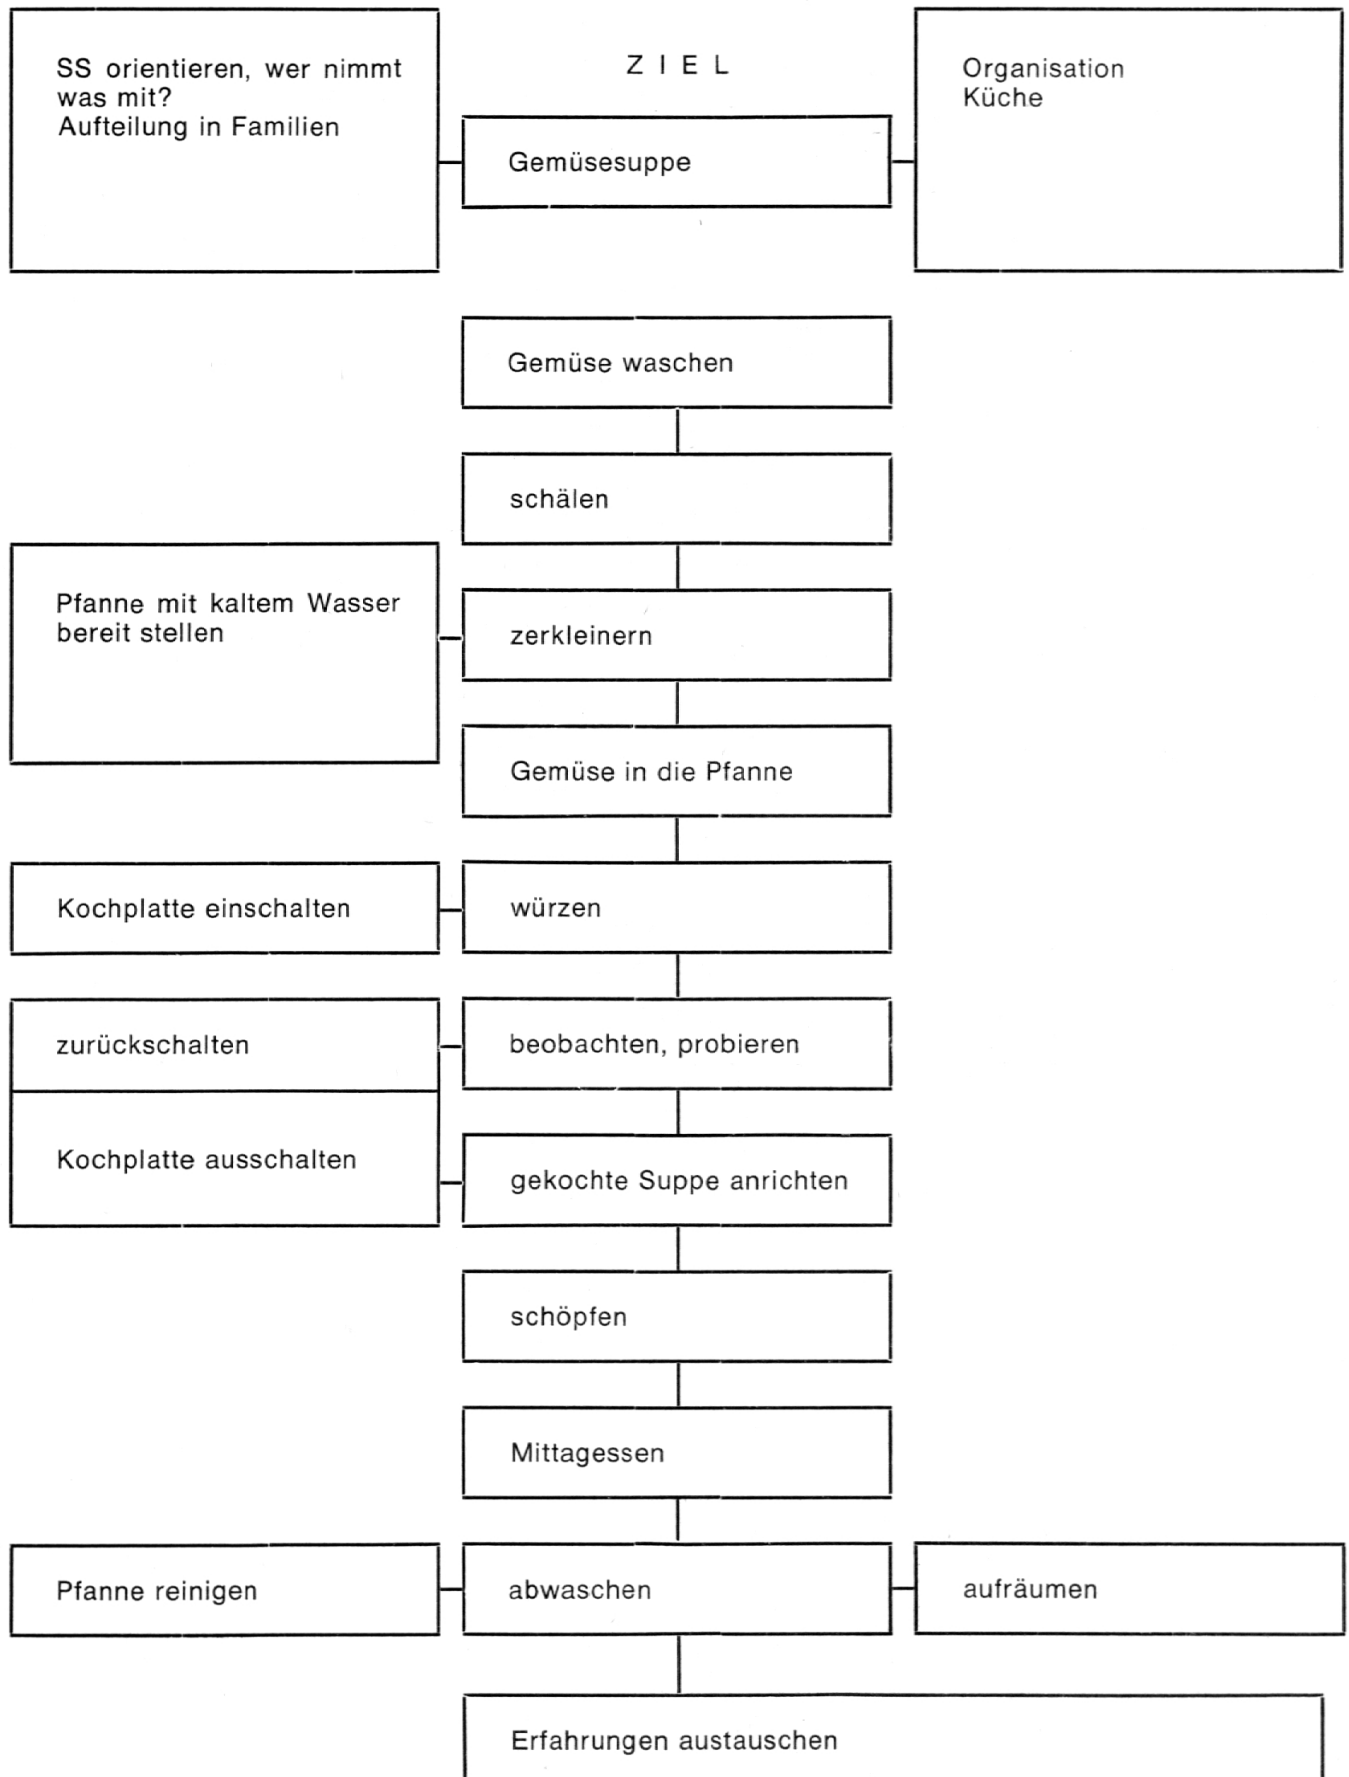 SS orientieren, wer nimmt
was mit?
Aufteilung in Familien
Z I E L
Gemüsesuppe
Organisation
Küche
Gemüse waschen
schälen
Pfanne mit kaltem Wasser
bereit stellen
zerkleinern
Gemüse in die Pfanne
Kochplatte einschalten
würzen
zurückschalten
beobachten, probieren
Kochplatte ausschalten
gekochte Suppe anrichten
schöpfen
Mittagessen
Pfanne reinigen
abwaschen
aufräumen
Erfahrungen austauschen